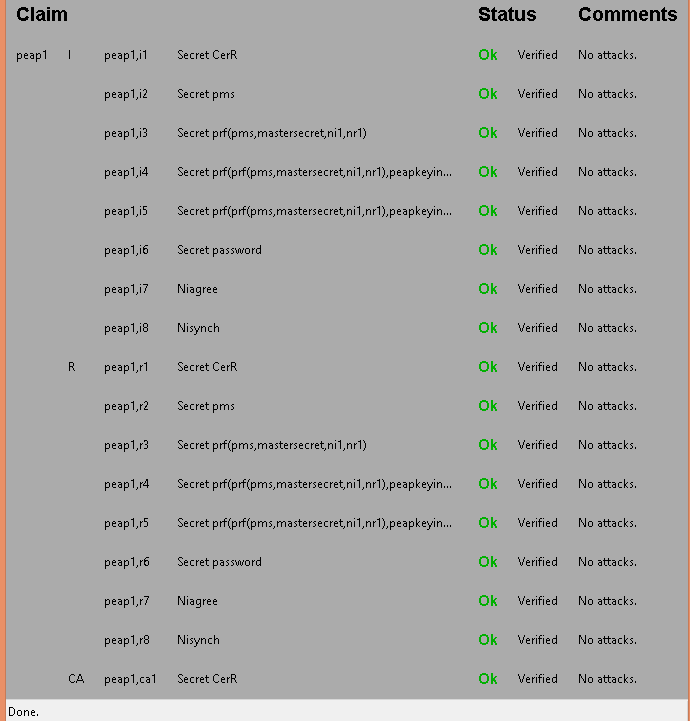 Claim Status Comments
peap1 I peap1,i1 Secret CerR Ok Verified No attacks.
peap1,i2 Secret pms Ok Verified No attacks.
peap1,i3 Secret prf(pms,mastersecret,ni1,nr1) Ok Verified No attacks.
peap1,i4 Secret prf(prf(pms,mastersecret,ni1,nr1),peapkeyin... Ok Verified No attacks.
peap1,i5 Secret prf(prf(pms,mastersecret,ni1,nr1),peapkeyin... Ok Verified No attacks.
peap1,i6 Secret password Ok Verified No attacks.
peap1,i7 Niagree Ok Verified No attacks.
peap1,i8 Nisynch Ok Verified No attacks.
R peap1,r1 Secret CerR Ok Verified No attacks.
peap1,r2 Secret pms Ok Verified No attacks.
peap1,r3 Secret prf(pms,mastersecret,ni1,nr1) Ok Verified No attacks.
peap1,r4 Secret prf(prf(pms,mastersecret,ni1,nr1),peapkeyin... Ok Verified No attacks.
peap1,r5 Secret prf(prf(pms,mastersecret,ni1,nr1),peapkeyin... Ok Verified No attacks.
peap1,r6 Secret password Ok Verified No attacks.
peap1,r7 Niagree Ok Verified No attacks.
peap1,r8 Nisynch Ok Verified No attacks.
CA peap1,ca1 Secret CerR Ok Verified No attacks.
Done.